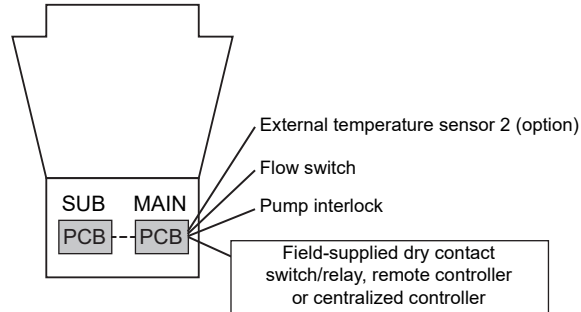 External temperature sensor 2 (option)
Flow switch
SUB MAIN
Pump interlock
PCB PCB
Field-supplied dry contact
switch/relay, remote controller
or centralized controller